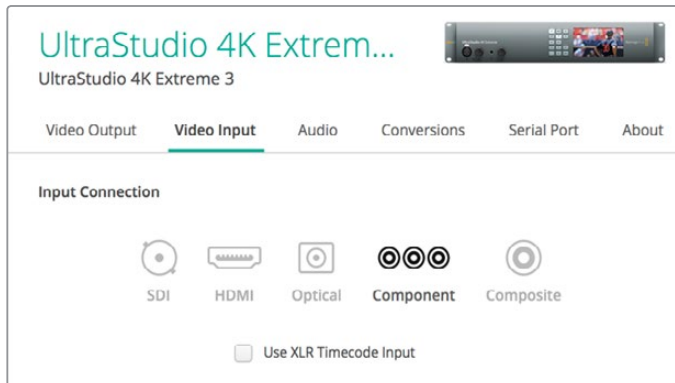 UltraStudio 4K Extrem...
UltraStudio 4K Extreme 3
Video Output Video Input Audio Conversions Serial Port About
Input Connection
SDI HDMI Optical Component Composite
Use XLR Timecode Input